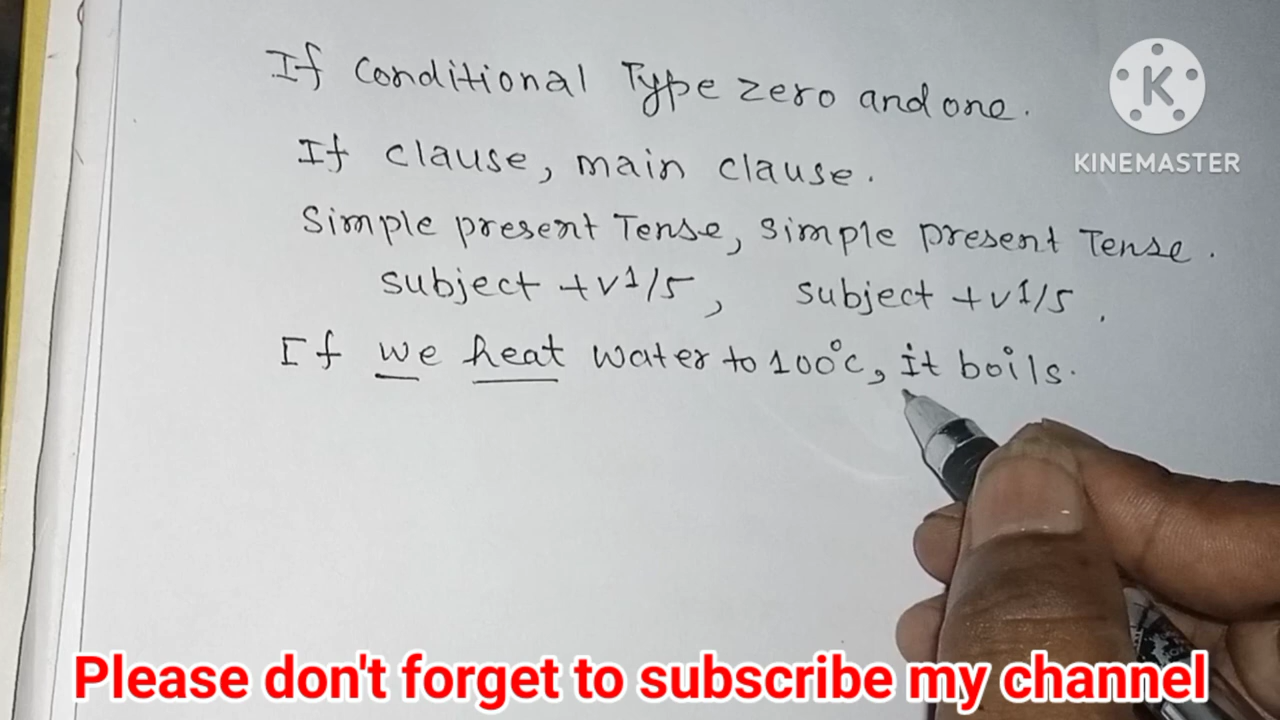 If conditional Type zero and one.
K
KINEMASTER
If clause, main clause.
Simple present Tense, simple present Tense.
subject + v1/5, subject + v1/5.
If we heat water to 100°c, it boils.
Please don't forget to subscribe my channel